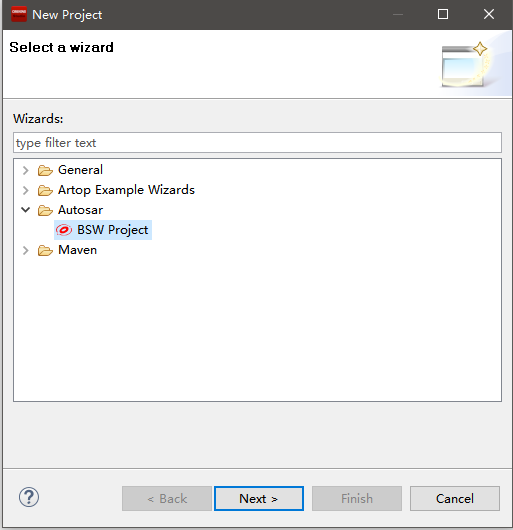 New Project
Select a wizard
Wizards:
type filter text
General
Artop Example Wizards
Autosar
BSW Project
Maven
?
< Back
Next >
Finish
Cancel